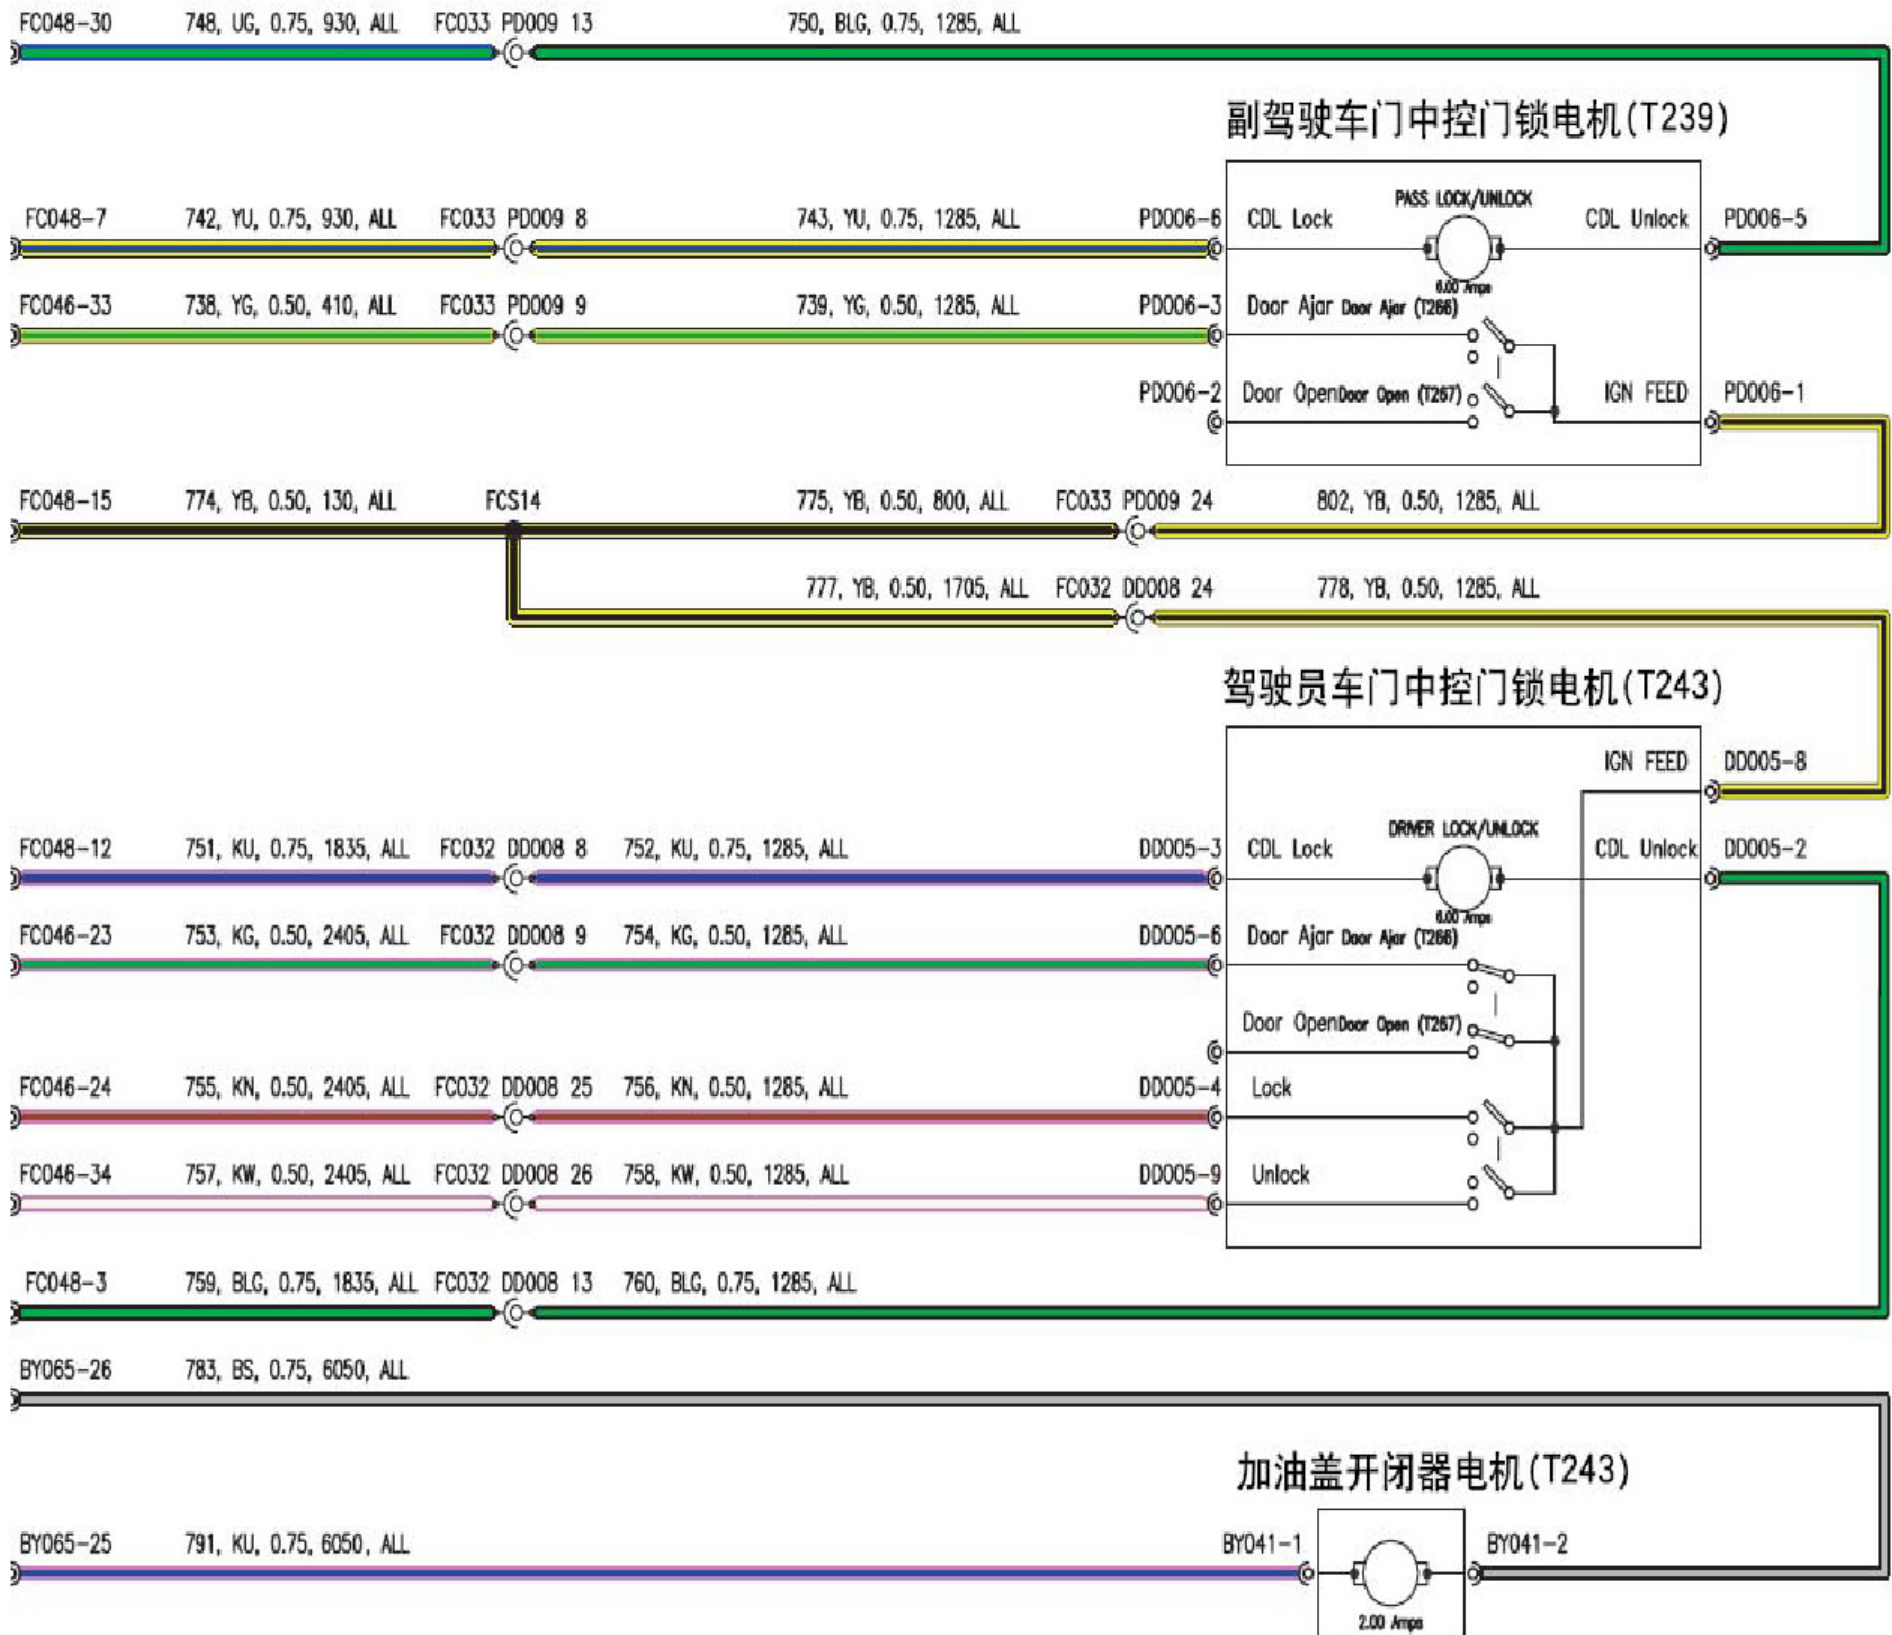 FC048-30 748, UG, 0.75, 930, ALL FC033 PD009 13 750, BLG, 0.75, 1285, ALL
副驾驶车门中控门锁电机(T239)
PASS LOCK/UNLOCK
FC048-7 742, YU, 0.75, 930, ALL FC033 PD009 8 743, YU, 0.75, 1285, ALL PD006-6 CDL Lock CDL Unlock PD006-5
6.00 Amps
FC046-33 738, YG, 0.50, 410, ALL FC033 PD009 9 739, YG, 0.50, 1285, ALL PD006-3 Door Ajar Door Ajar (T266)
PD006-2 Door Open Door Open (T267) IGN FEED PD006-1
FC048-15 774, YB, 0.50, 130, ALL FCS14 775, YB, 0.50, 800, ALL FC033 PD009 24 802, YB, 0.50, 1285, ALL
777, YB, 0.50, 1705, ALL FC032 DD008 24 778, YB, 0.50, 1285, ALL
驾驶员车门中控门锁电机(T243)
IGN FEED DD005-8
DRIVER LOCK/UNLOCK
FC048-12 751, KU, 0.75, 1835, ALL FC032 DD008 8 752, KU, 0.75, 1285, ALL DD005-3 CDL Lock CDL Unlock DD005-2
6.00 Amps
FC046-23 753, KG, 0.50, 2405, ALL FC032 DD008 9 754, KG, 0.50, 1285, ALL DD005-6 Door Ajar Door Ajar (T266)
Door Open Door Open (T267)
FC046-24 755, KN, 0.50, 2405, ALL FC032 DD008 25 756, KN, 0.50, 1285, ALL DD005-4 Lock
FC046-34 757, KW, 0.50, 2405, ALL FC032 DD008 26 758, KW, 0.50, 1285, ALL DD005-9 Unlock
FC048-3 759, BLG, 0.75, 1835, ALL FC032 DD008 13 760, BLG, 0.75, 1285, ALL
BY065-26 783, BS, 0.75, 6050, ALL
加油盖开闭器电机(T243)
BY065-25 791, KU, 0.75, 6050, ALL BY041-1 BY041-2
2.00 Amps